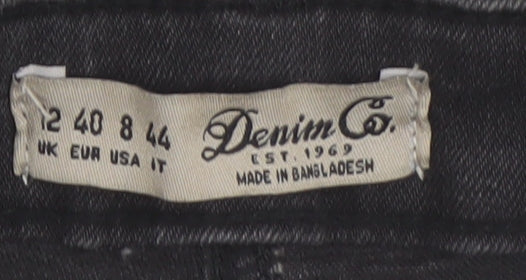 12 40 8 44
UK EUR USA IT
Denim Co.
EST. 1969
MADE IN BANGLADESH